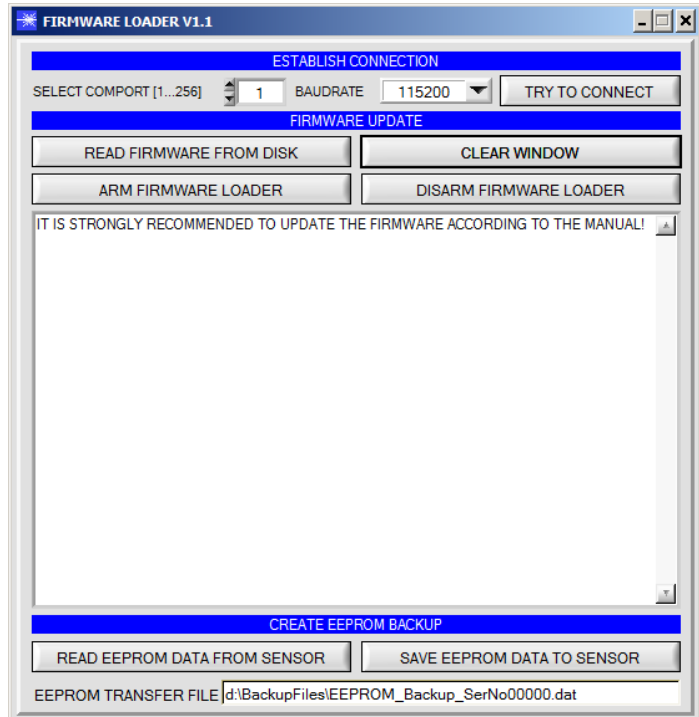 FIRMWARE LOADER V1.1
ESTABLISH CONNECTION
SELECT COMPORT [1...256] 1 BAUDRATE 115200 TRY TO CONNECT
FIRMWARE UPDATE
READ FIRMWARE FROM DISK CLEAR WINDOW
ARM FIRMWARE LOADER DISARM FIRMWARE LOADER
IT IS STRONGLY RECOMMENDED TO UPDATE THE FIRMWARE ACCORDING TO THE MANUAL!
CREATE EEPROM BACKUP
READ EEPROM DATA FROM SENSOR SAVE EEPROM DATA TO SENSOR
EEPROM TRANSFER FILE d:\BackupFiles\EEPROM_Backup_SerNo00000.dat